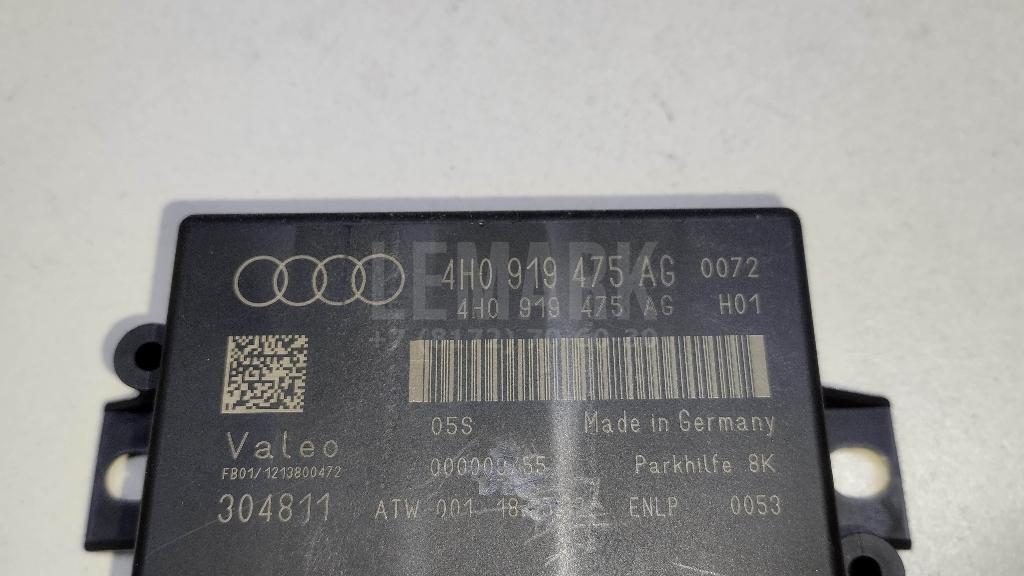 LEMARK
4H0 919 475 AG 0072
4H0 919 475 AG H01
05S Made in Germany
Valeo
FB01/1213800472
Parkhilfe 8K
304811 ATW 001 ENLP 0053